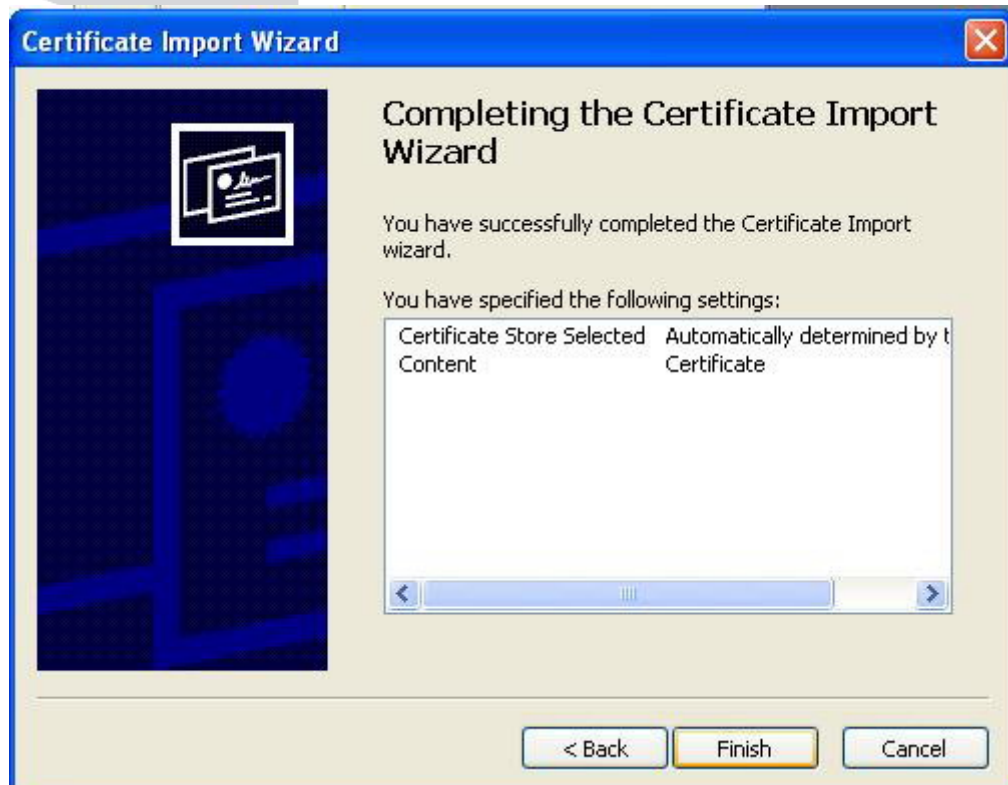 Certificate Import Wizard
Completing the Certificate Import
Wizard
You have successfully completed the Certificate Import
wizard.
You have specified the following settings:
Certificate Store Selected Automatically determined by t
Content Certificate
< Back Finish Cancel